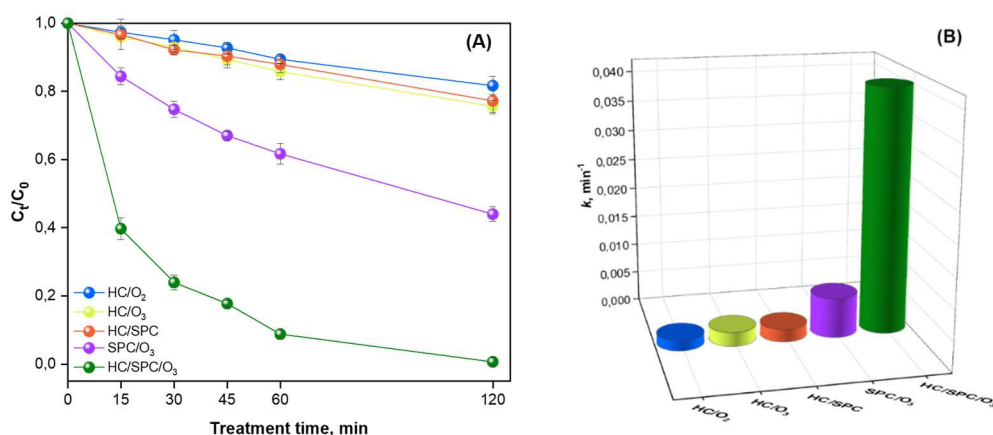 (A)
C_t/C_0
1,0
0,8
0,6
0,4
0,2
0,0
HC/O₂
HC/O₃
HC/SPC
SPC/O₃
HC/SPC/O₃
0 15 30 45 60 120
Treatment time, min
(B)
k, min⁻¹
0,040
0,035
0,030
0,025
0,020
0,015
0,010
0,005
0,000
HC/O₂
HC/O₃
HC/SPC
SPC/O₃
HC/SPC/O₃